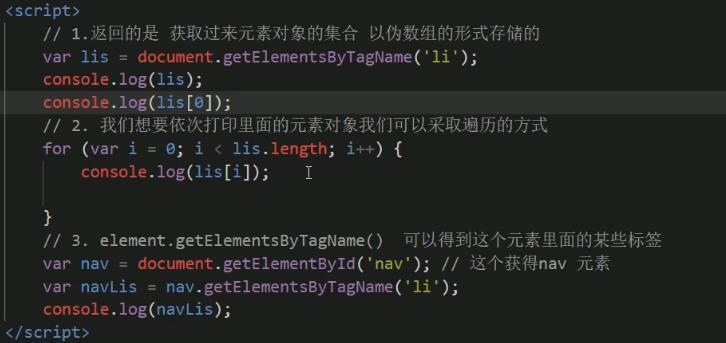 <script>
// 1.返回的是 获取过来元素对象的集合 以伪数组的形式存储的
var lis = document.getElementsByTagName('li');
console.log(lis);
console.log(lis[0]);
// 2. 我们想要依次打印里面的元素对象我们可以采取遍历的方式
for (var i = 0; i < lis.length; i++) {
console.log(lis[i]);
}
// 3. element.getElementsByTagName()  可以得到这个元素里面的某些标签
var nav = document.getElementById('nav'); // 这个获得nav 元素
var navLis = nav.getElementsByTagName('li');
console.log(navLis);
</script>